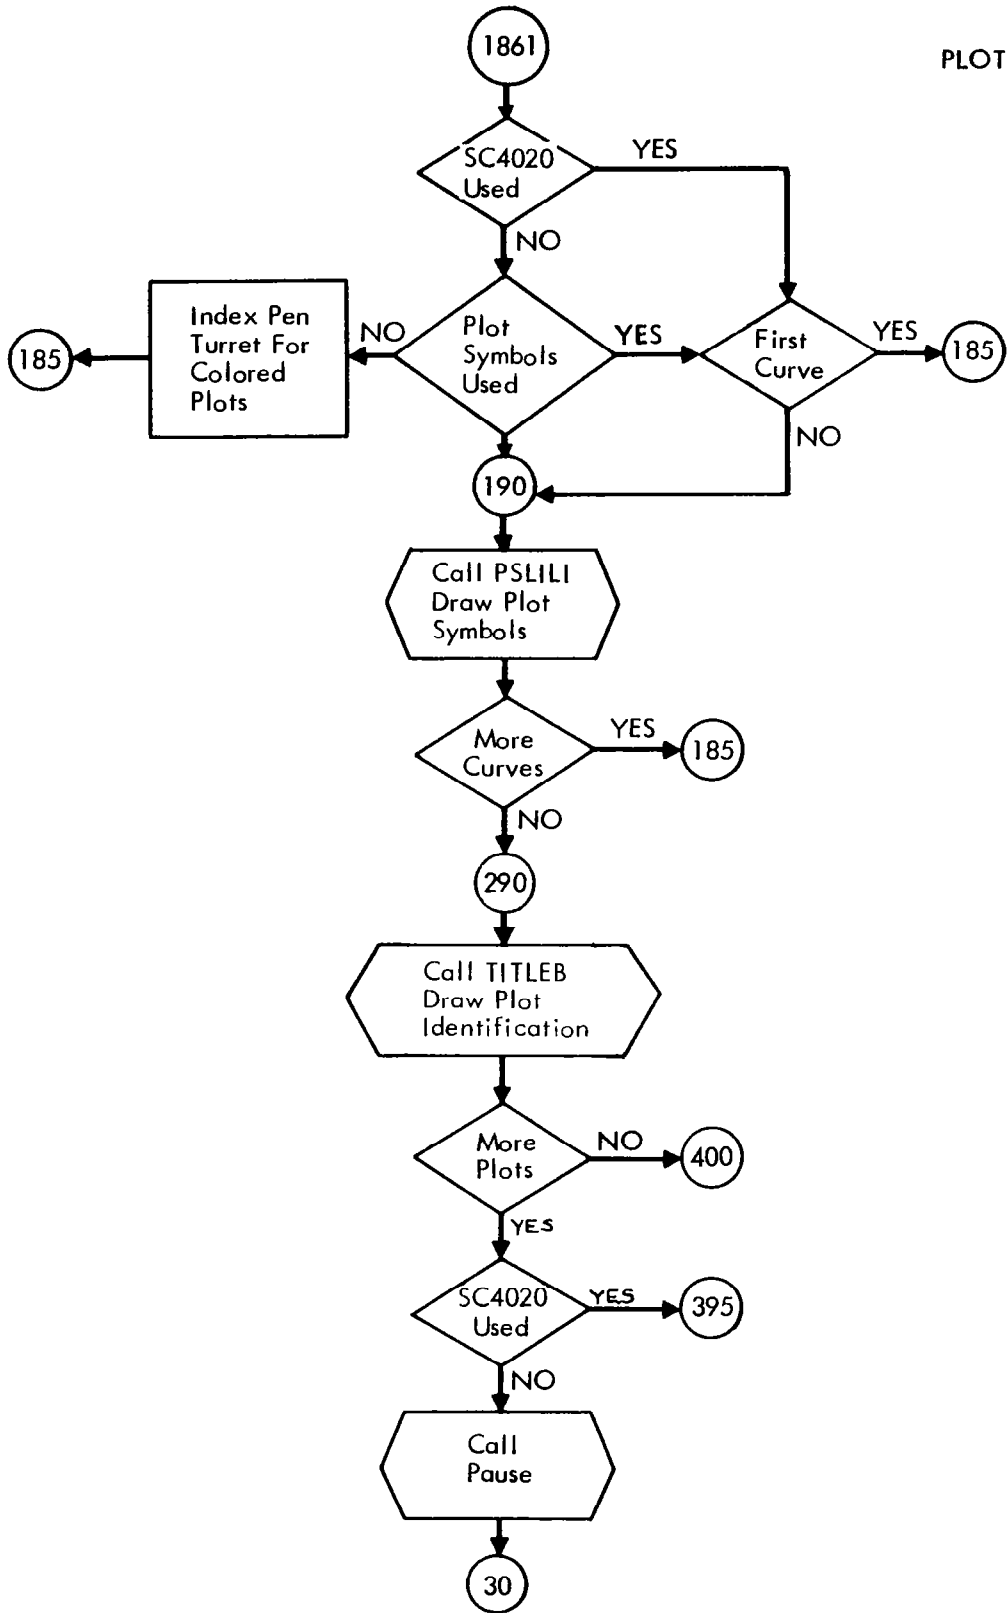 1861
PLOT
SC4020
Used
YES
NO
Index Pen
Turret For
Colored
Plots
185
NO
Plot
Symbols
Used
YES
First
Curve
YES
185
NO
190
Call PSLILI
Draw Plot
Symbols
More
Curves
YES
185
NO
290
Call TITLEB
Draw Plot
Identification
More
Plots
NO
400
YES
SC4020
Used
YES
395
NO
Call
Pause
30